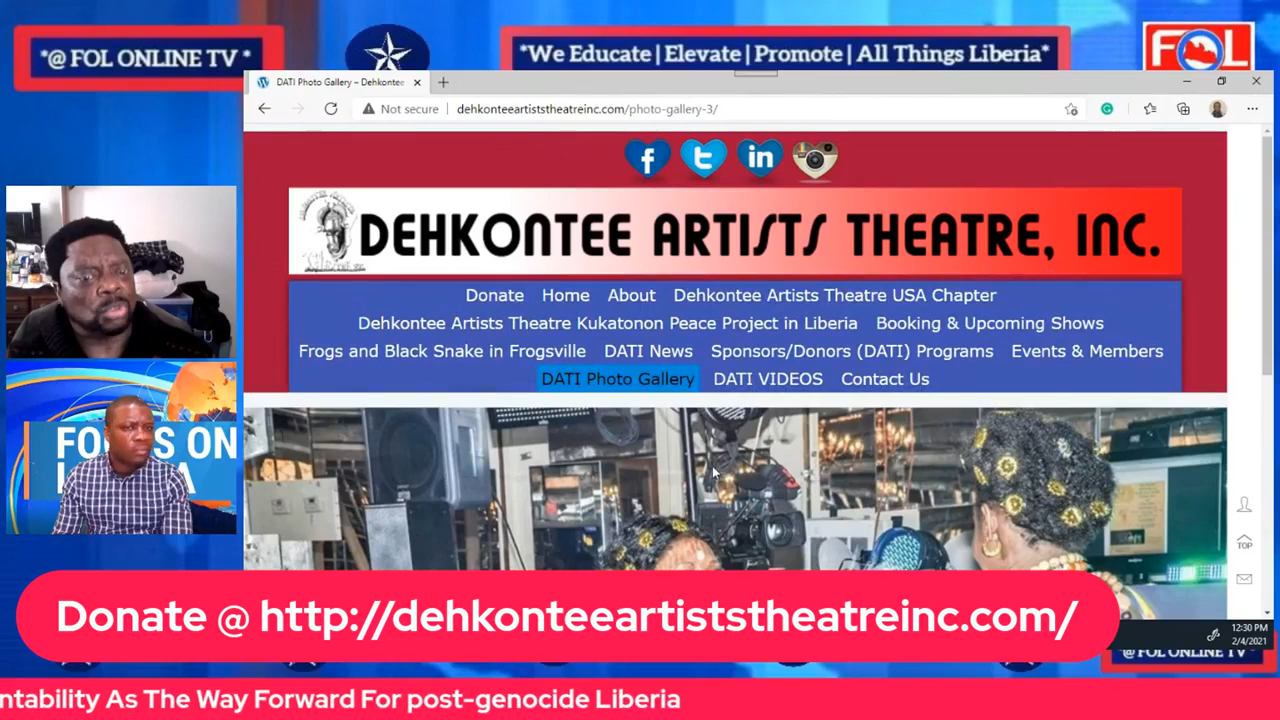 *@ FOL ONLINE TV *
*We Educate | Elevate | Promote | All Things Liberia*
FOL
DATI Photo Gallery – Dehkontee
Not secure | dehkonteeartiststheatreinc.com/photo-gallery-3/
DEHKONTEE ARTISTS THEATRE, INC.
Donate Home About Dehkontee Artists Theatre USA Chapter
Dehkontee Artists Theatre Kukatonon Peace Project in Liberia Booking & Upcoming Shows
Frogs and Black Snake in Frogsville DATI News Sponsors/Donors (DATI) Programs Events & Members
DATI Photo Gallery DATI VIDEOS Contact Us
ON
TOP
Donate @ http://dehkonteeartiststheatreinc.com/
12:30 PM
2/4/2021
*@ FOL ONLINE TV *
ntability As The Way Forward For post-genocide Liberia